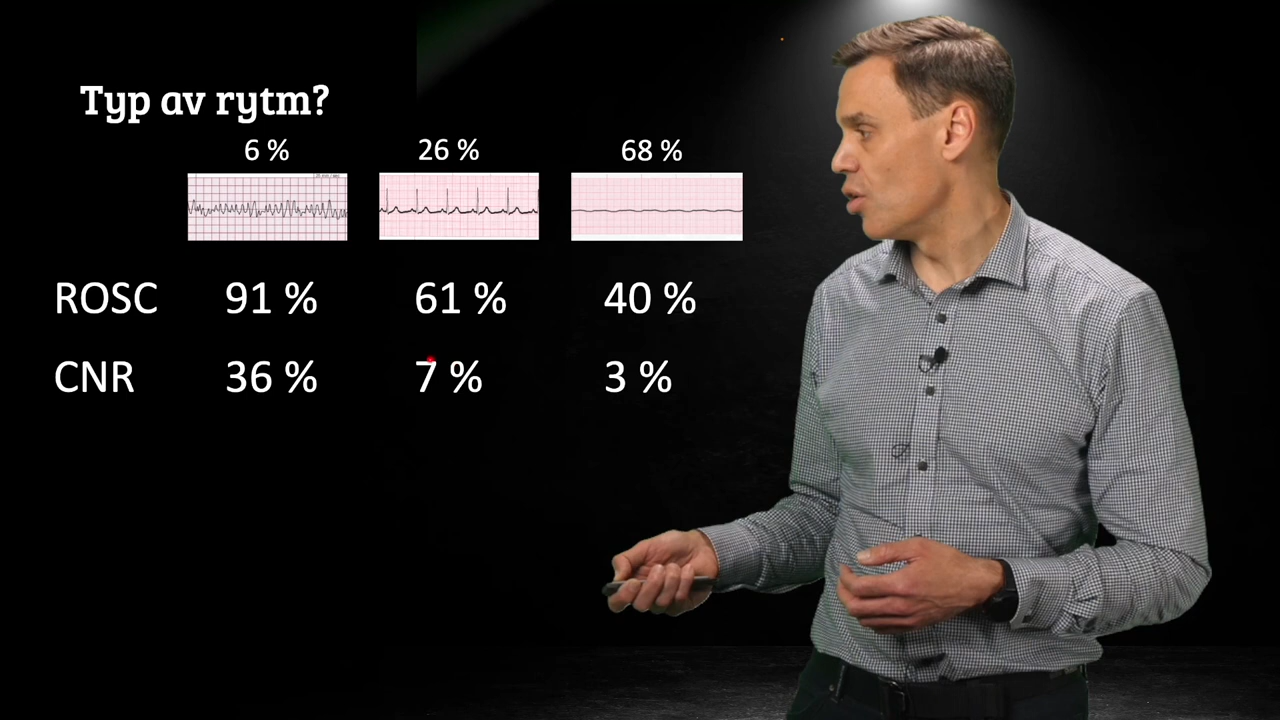 Typ av rytm?
6 % 26 % 68 %
ROSC 91 % 61 % 40 %
CNR 36 % 7 % 3 %